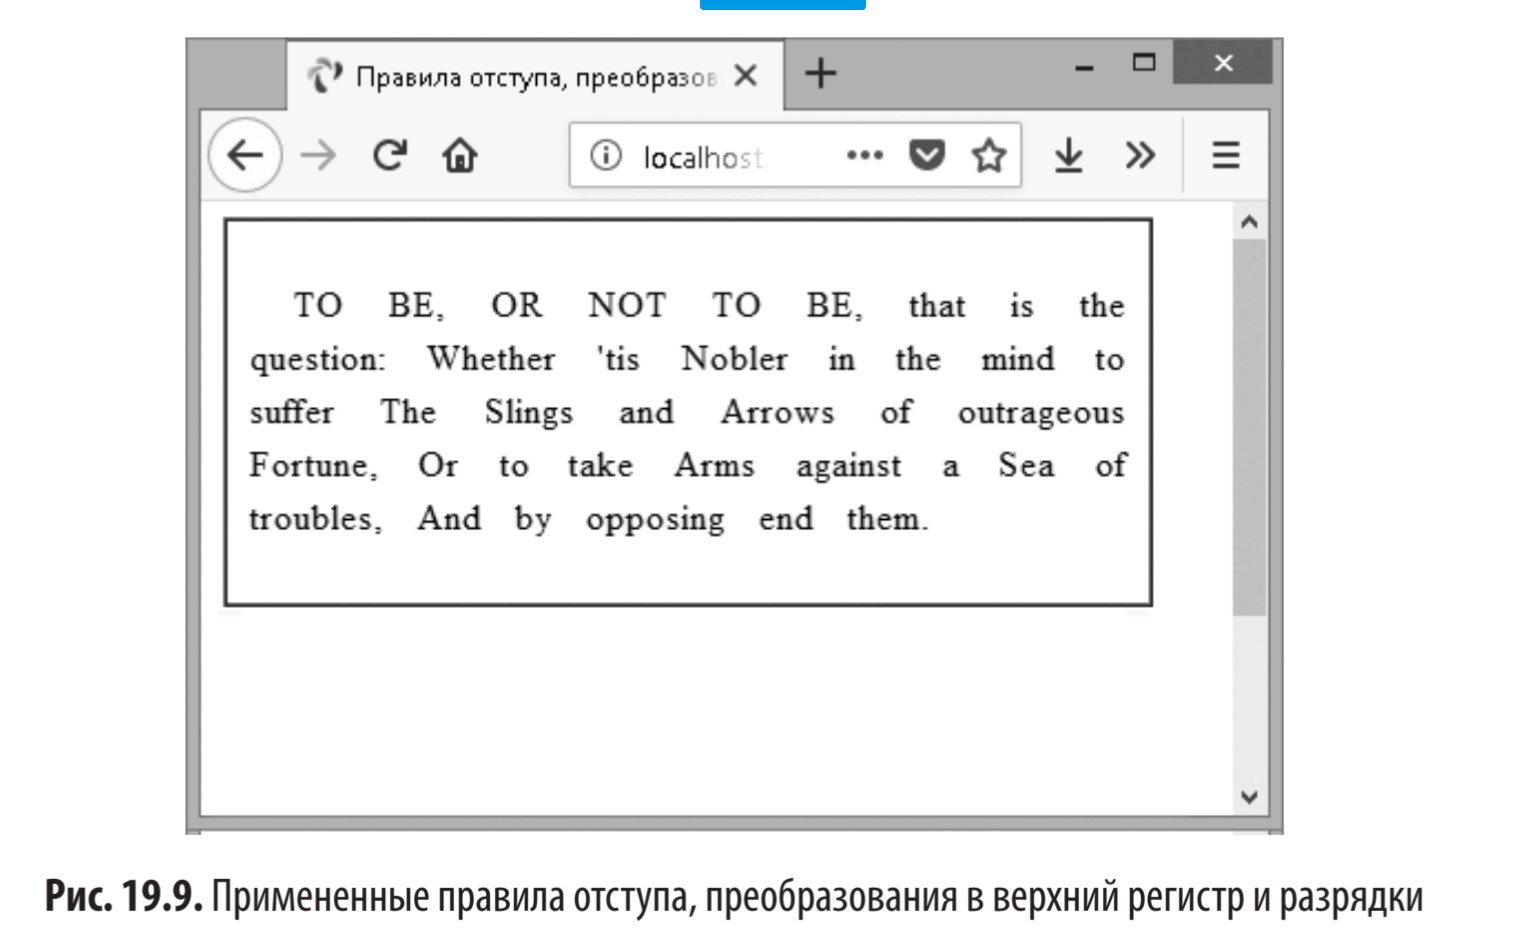 Правила отступа, преобразов
localhost
TO BE, OR NOT TO BE, that is the
question: Whether 'tis Nobler in the mind to
suffer The Slings and Arrows of outrageous
Fortune, Or to take Arms against a Sea of
troubles, And by opposing end them.
Рис. 19.9. Примененные правила отступа, преобразования в верхний регистр и разрядки